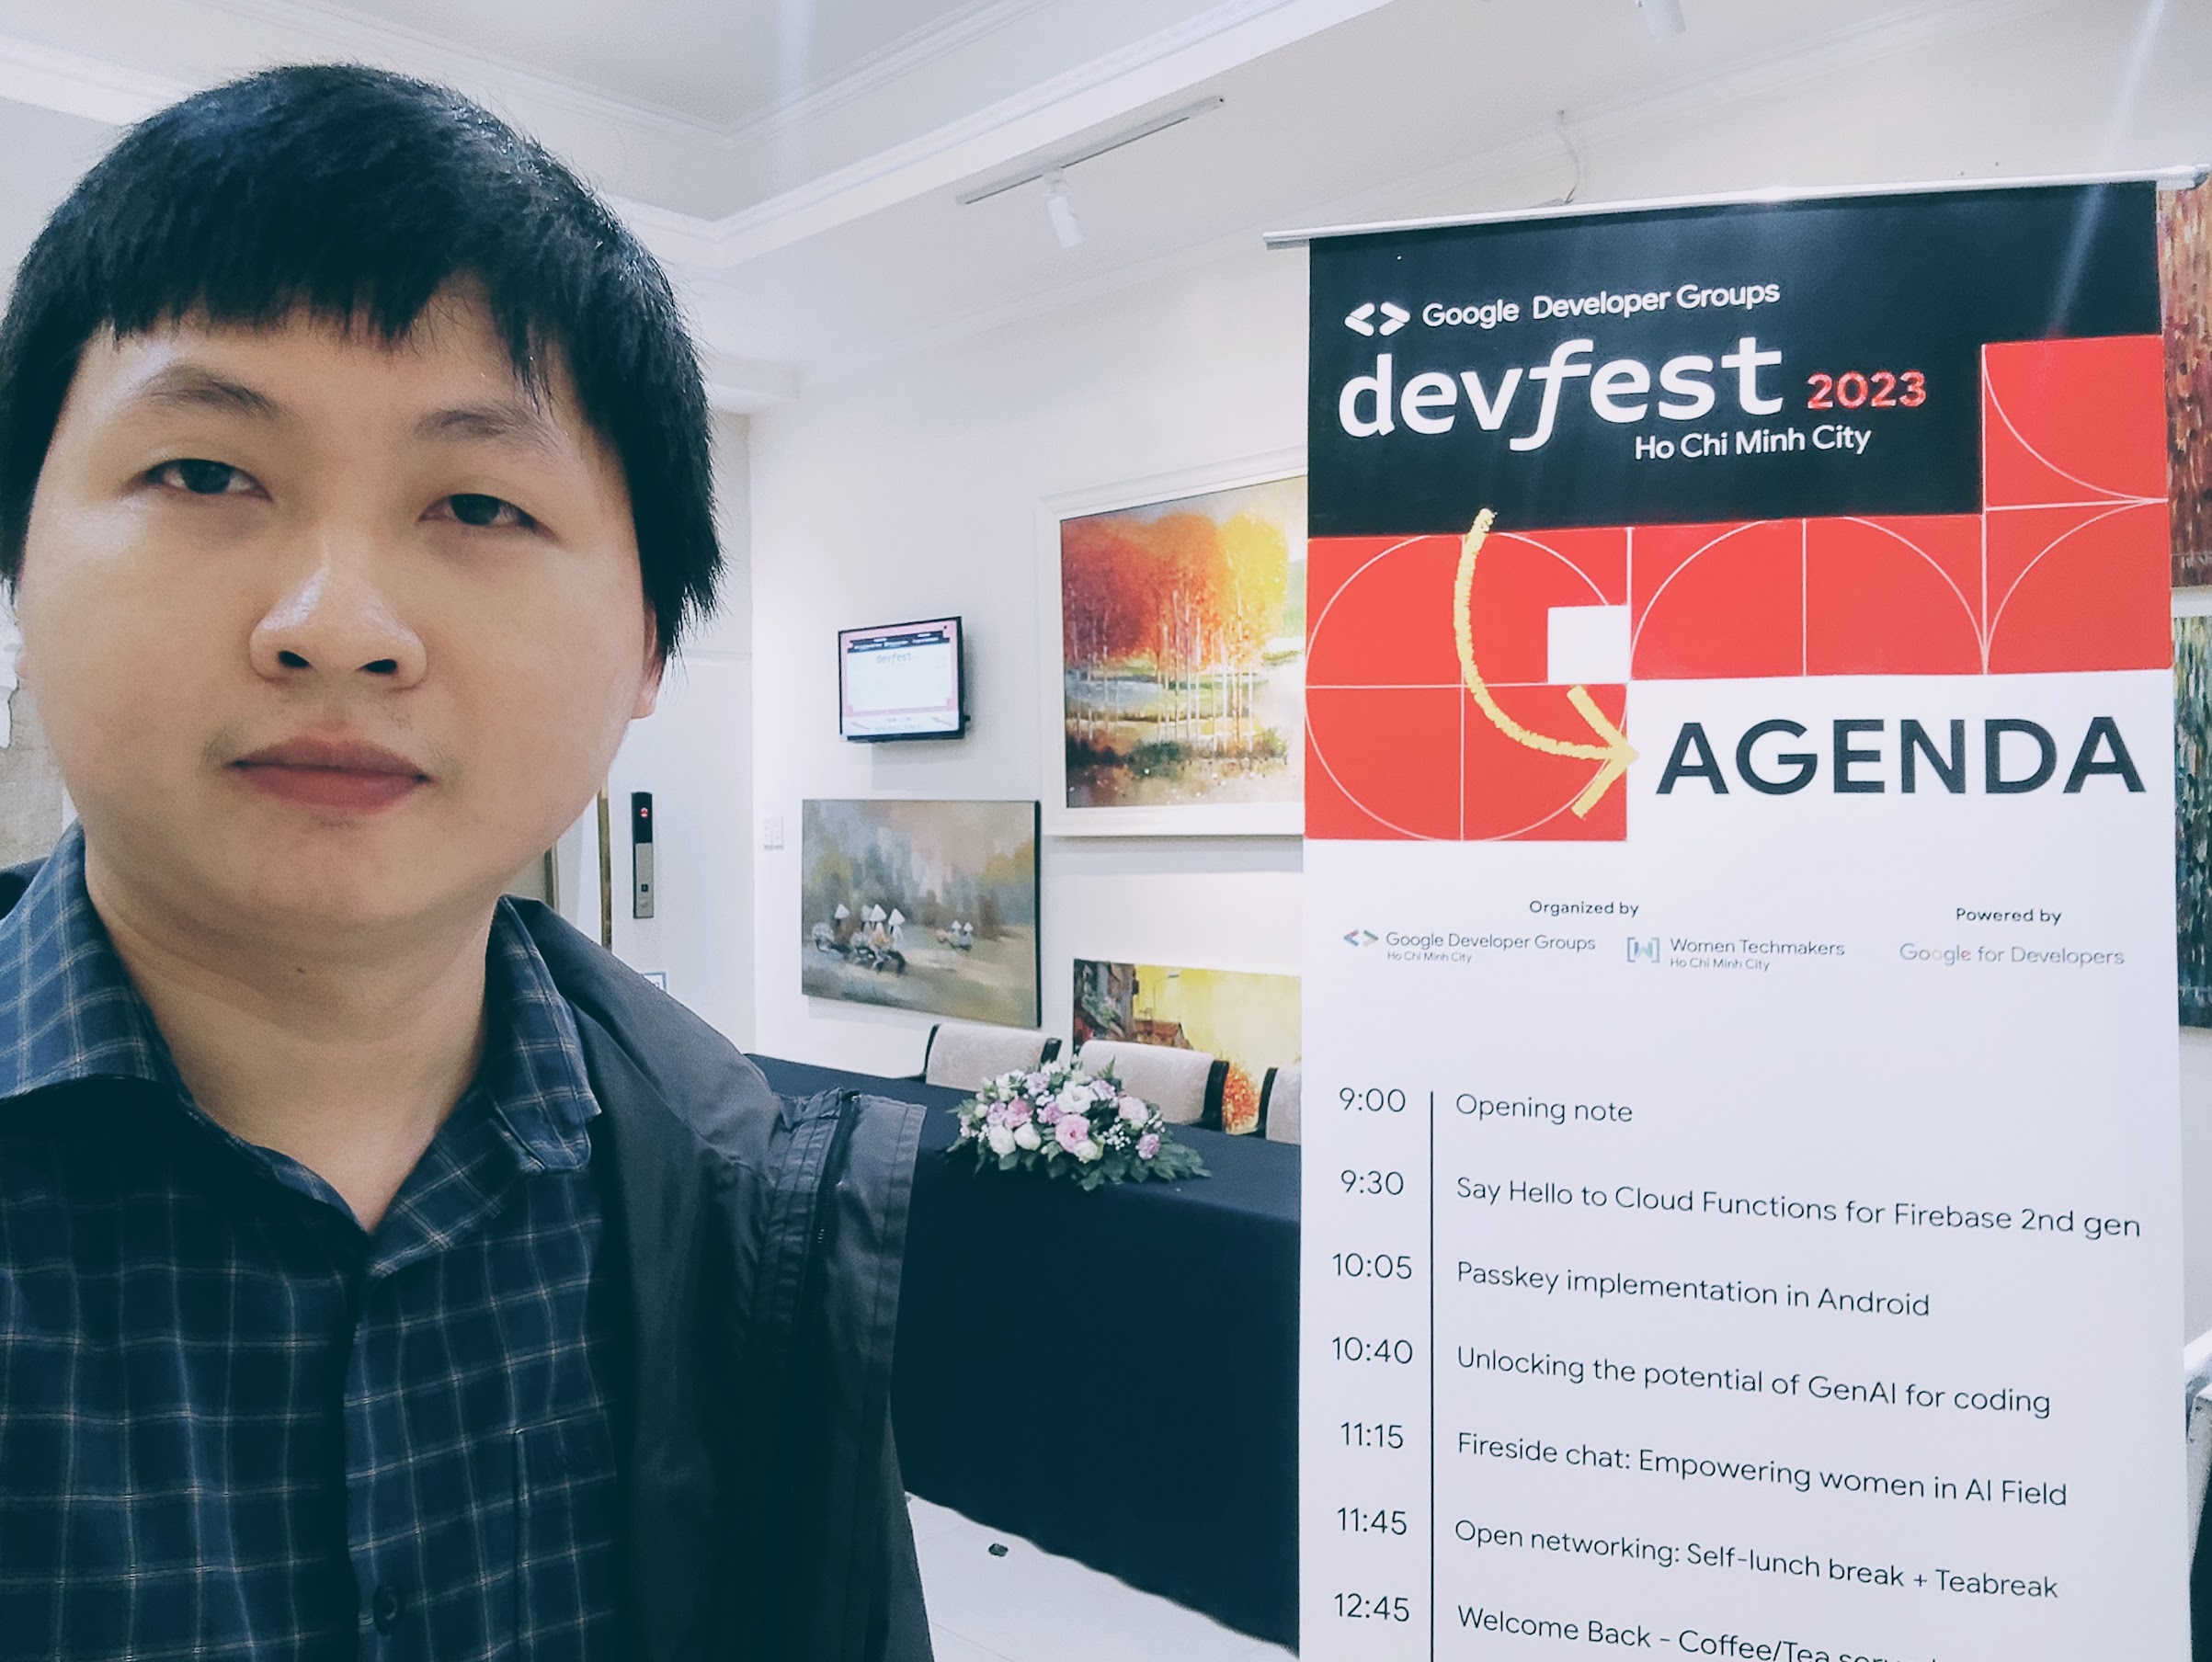 Google Developer Groups
devfest 2023
Ho Chi Minh City
AGENDA
Organized by
Google Developer Groups
Ho Chi Minh City
Women Techmakers
Ho Chi Minh City
Powered by
Google for Developers
9:00 Opening note
9:30 Say Hello to Cloud Functions for Firebase 2nd gen
10:05 Passkey implementation in Android
10:40 Unlocking the potential of GenAI for coding
11:15 Fireside chat: Empowering women in AI Field
11:45 Open networking: Self-lunch break + Teabreak
12:45 Welcome Back - Coffee/Tea
devfest